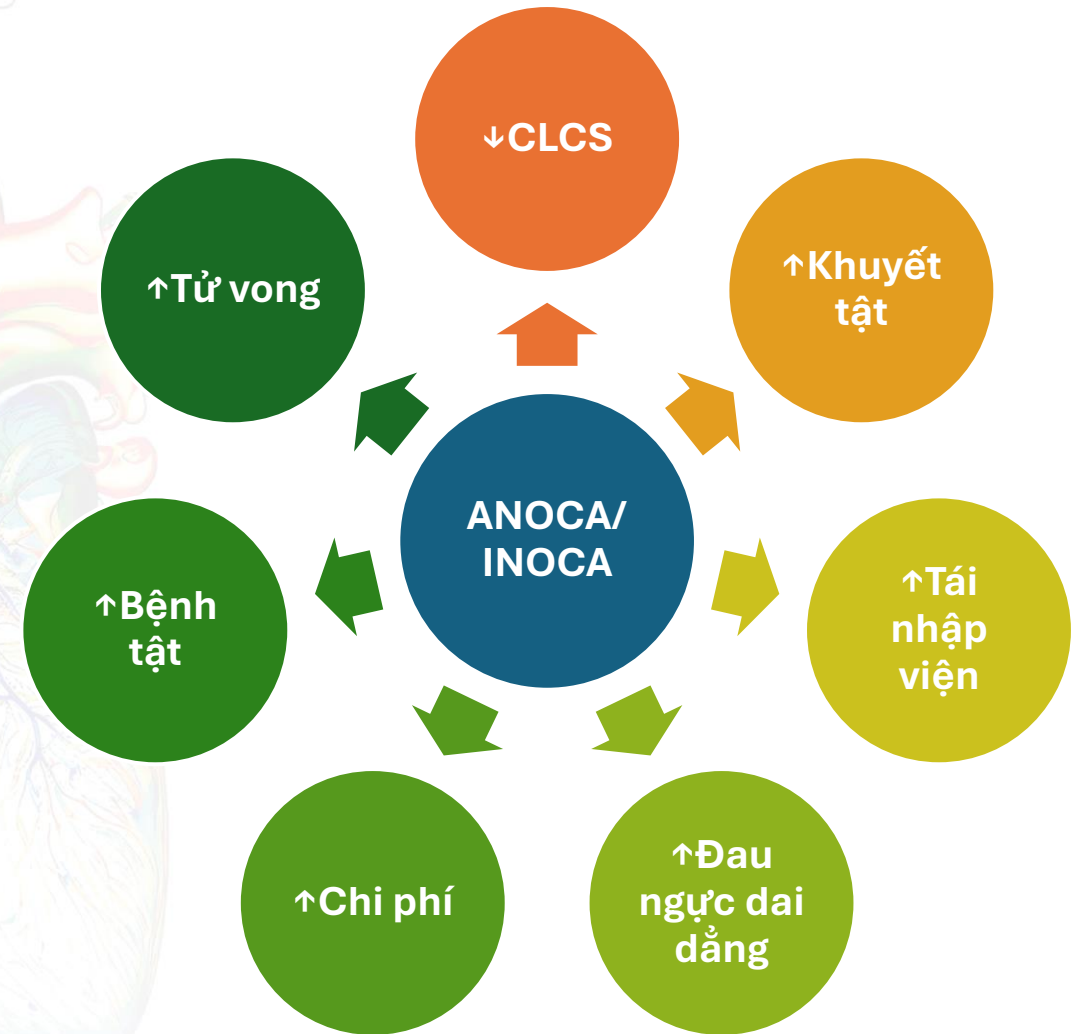 ↓CLCS
↑Khuyết
tật
↑Tái
nhập
viện
↑Đau
ngực dai
dẳng
↑Chi phí
↑Bệnh
tật
↑Tử vong
ANOCA/
INOCA